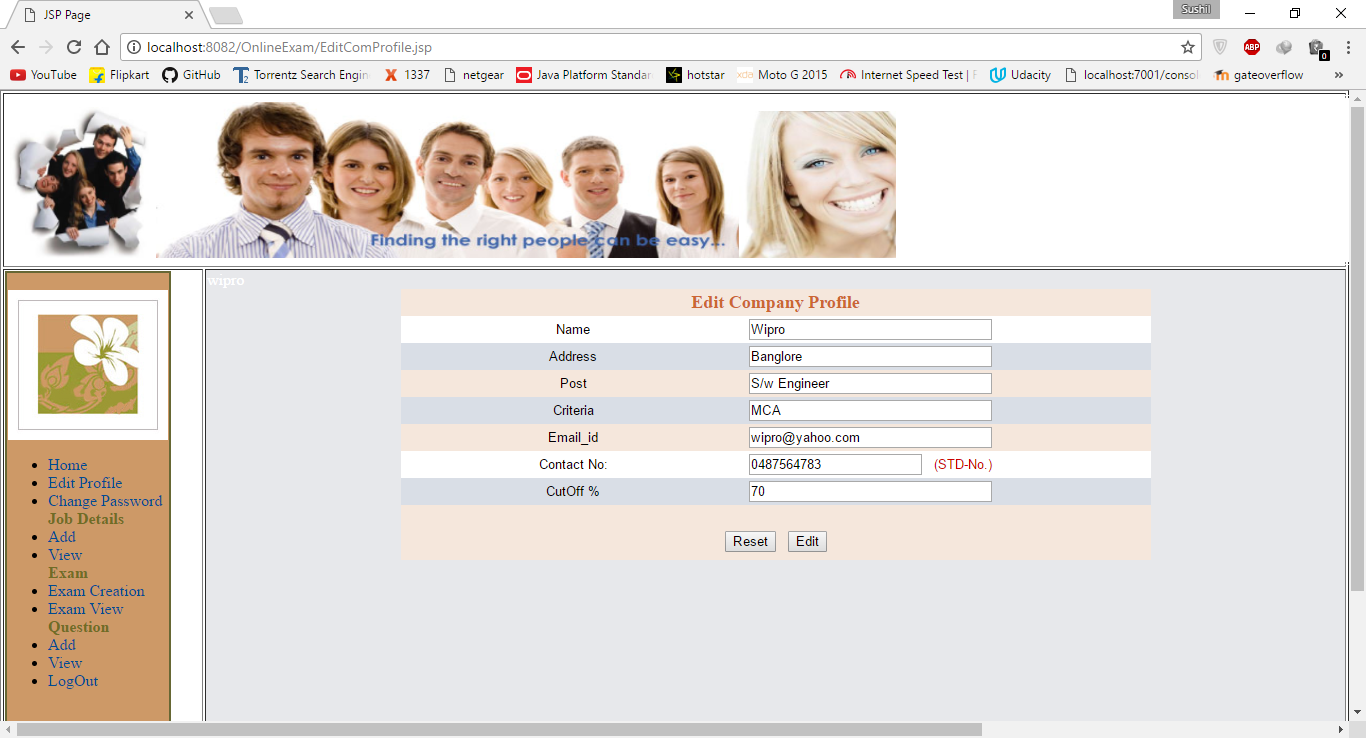 JSP Page
Sushil
localhost:8082/OnlineExam/EditComProfile.jsp
ABP
0
YouTube Flipkart GitHub Torrentz Search Engin 1337 netgear Java Platform Standar hotstar Moto G 2015 Internet Speed Test | F Udacity localhost:7001/consol gateoverflow »
Finding the right people can be easy...
wipro
Edit Company Profile
Name Wipro
Address Banglore
Post S/w Engineer
Criteria MCA
Email_id wipro@yahoo.com
Contact No: 0487564783 (STD-No.)
CutOff % 70
Reset Edit
Home
Edit Profile
Change Password
Job Details
Add
View
Exam
Exam Creation
Exam View
Question
Add
View
LogOut